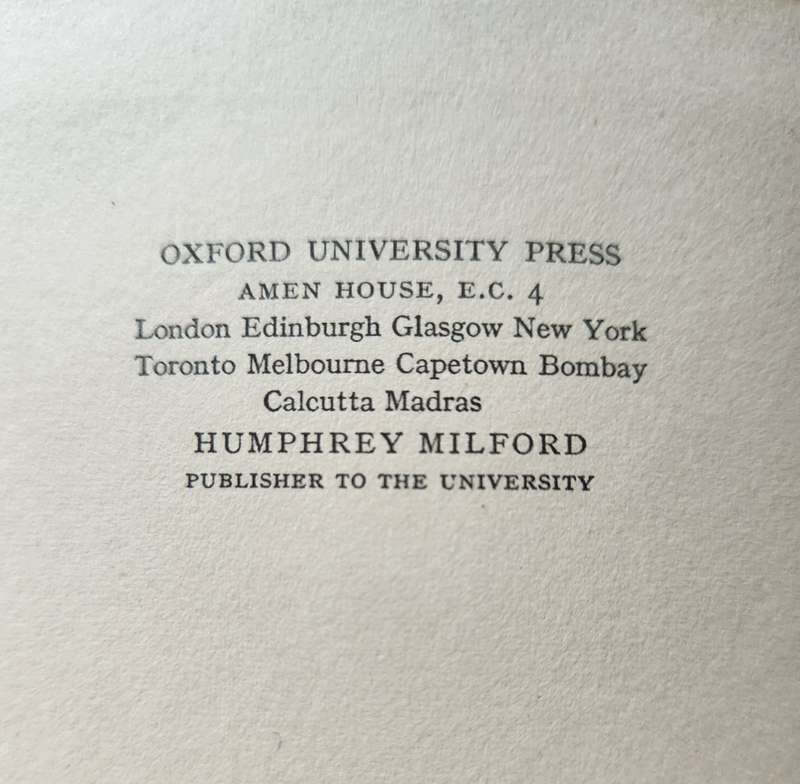 OXFORD UNIVERSITY PRESS
AMEN HOUSE, E.C. 4
London Edinburgh Glasgow New York
Toronto Melbourne Capetown Bombay
Calcutta Madras
HUMPHREY MILFORD
PUBLISHER TO THE UNIVERSITY